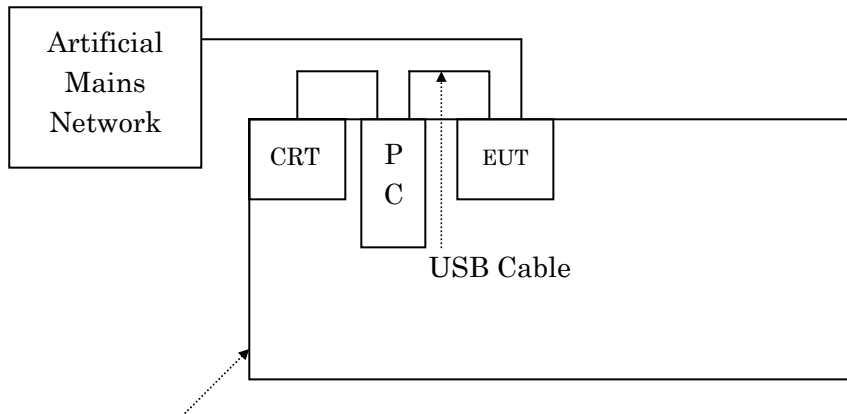 Artificial
Mains
Network
CRT
P
C
EUT
USB Cable